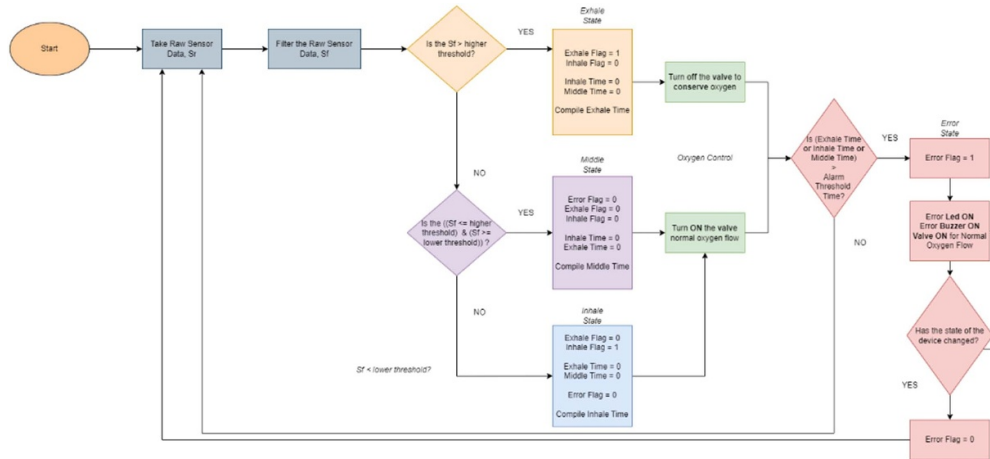 Start
Take Raw Sensor
Data, Sr
Filter the Raw Sensor
Data, Sf
Is the Sf > higher
threshold?
YES
NO
Exhale
State
Exhale Flag = 1
Inhale Flag = 0
Inhale Time = 0
Middle Time = 0
Compile Exhale Time
Turn off the valve to
conserve oxygen
Is the ((Sf <= higher
threshold) & (Sf >=
lower threshold)) ?
YES
NO
Middle
State
Error Flag = 0
Exhale Flag = 0
Inhale Flag = 0
Inhale Time = 0
Exhale Time = 0
Compile Middle Time
Oxygen Control
Turn ON the valve
normal oxygen flow
Sf < lower threshold?
Inhale
State
Exhale Flag = 0
Inhale Flag = 1
Exhale Time = 0
Middle Time = 0
Error Flag = 0
Compile Inhale Time
Is (Exhale Time
or Inhale Time or
Middle Time)
>
Alarm
Threshold
Time?
YES
NO
Error
State
Error Flag = 1
Error Led ON
Error Buzzer ON
Valve ON for Normal
Oxygen Flow
Has the state of the
device changed?
YES
Error Flag = 0